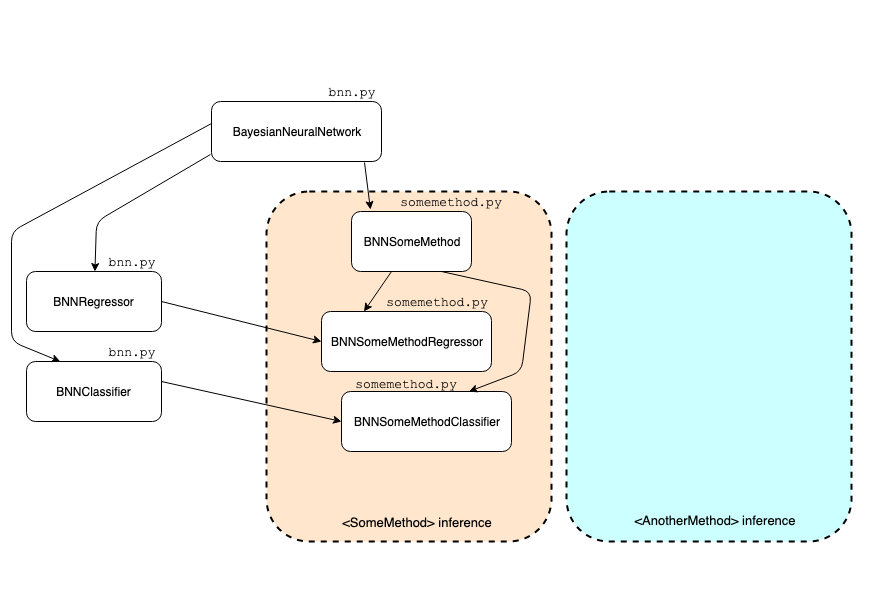 bnn.py
BayesianNeuralNetwork
somemethod.py
BNNSomeMethod
bnn.py
BNNRegressor
somemethod.py
BNNSomeMethodRegressor
bnn.py
BNNClassifier
somemethod.py
BNNSomeMethodClassifier
<SomeMethod> inference
<AnotherMethod> inference